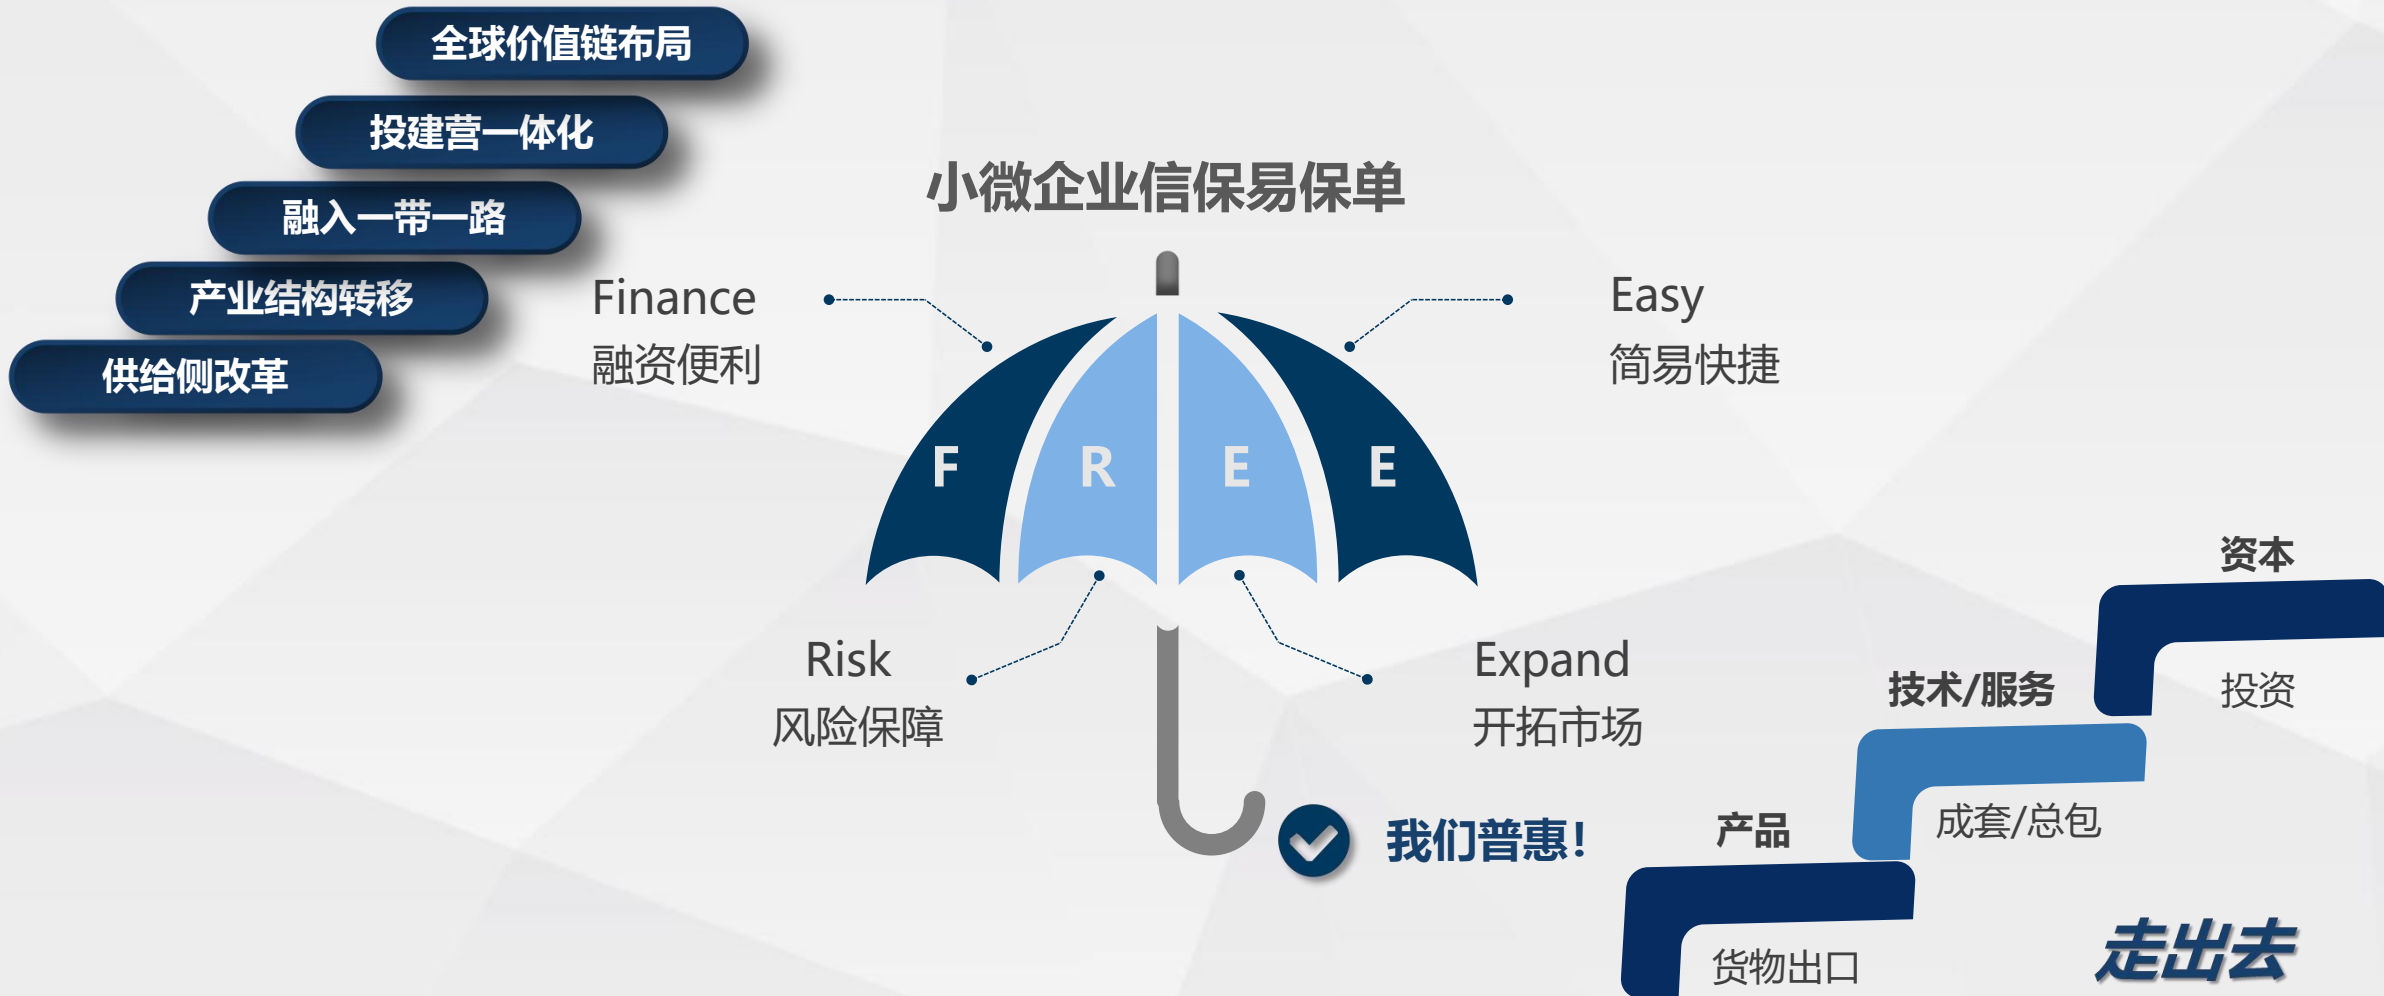 全球价值链布局
投建营一体化
融入一带一路
产业结构转移
供给侧改革
小微企业信保易保单
Finance
融资便利
Easy
简易快捷
F R E E
Risk
风险保障
Expand
开拓市场
我们普惠！
资本
投资
技术/服务
成套/总包
产品
货物出口
走出去